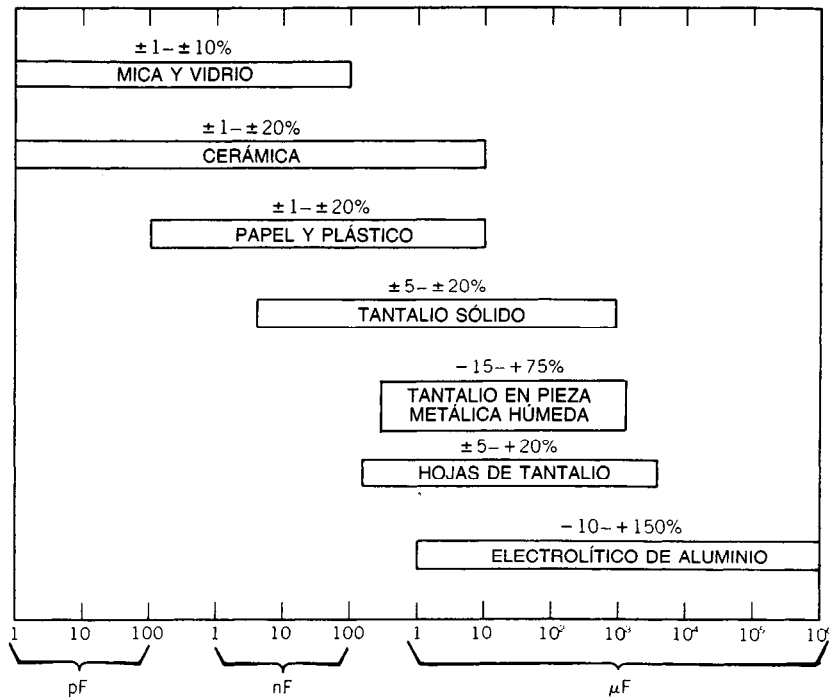 ± 1– ± 10%
MICA Y VIDRIO
± 1– ± 20%
CERÁMICA
± 1– ± 20%
PAPEL Y PLÁSTICO
± 5– ± 20%
TANTALIO SÓLIDO
– 15– + 75%
TANTALIO EN PIEZA
METÁLICA HÚMEDA
± 5– + 20%
HOJAS DE TANTALIO
– 10– + 150%
ELECTROLÍTICO DE ALUMINIO
1 10 100 1 10 100 1 10 10² 10³ 10⁴ 10⁵ 10⁶
pF nF µF